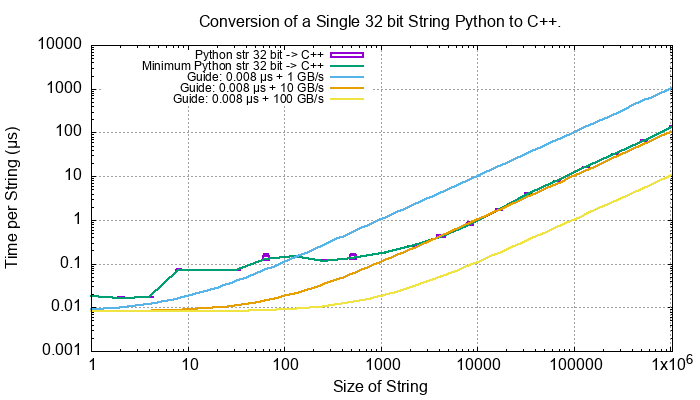 Conversion of a Single 32 bit String Python to C++.
Python str 32 bit -> C++
Minimum Python str 32 bit -> C++
Guide: 0.008 µs + 1 GB/s
Guide: 0.008 µs + 10 GB/s
Guide: 0.008 µs + 100 GB/s
Time per String (µs)
10000
1000
100
10
1
0.1
0.01
0.001
1 10 100 1000 10000 100000 1x10⁶
Size of String